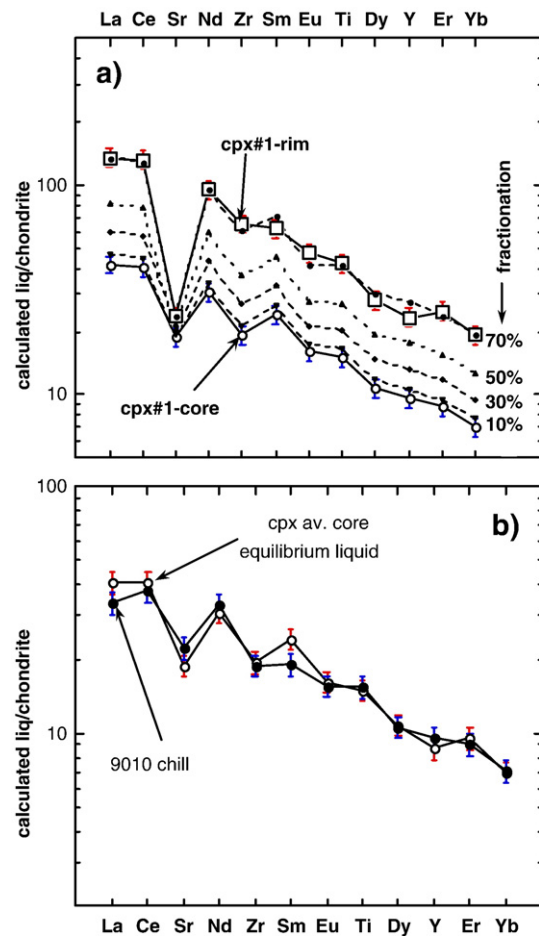 La Ce Sr Nd Zr Sm Eu Ti Dy Y Er Yb
a)
cpx#1-rim
100
calculated liq/chondrite
fractionation
70%
50%
30%
10%
10
cpx#1-core
100
cpx av. core
equilibrium liquid
b)
calculated liq/chondrite
10
9010 chill
La Ce Sr Nd Zr Sm Eu Ti Dy Y Er Yb